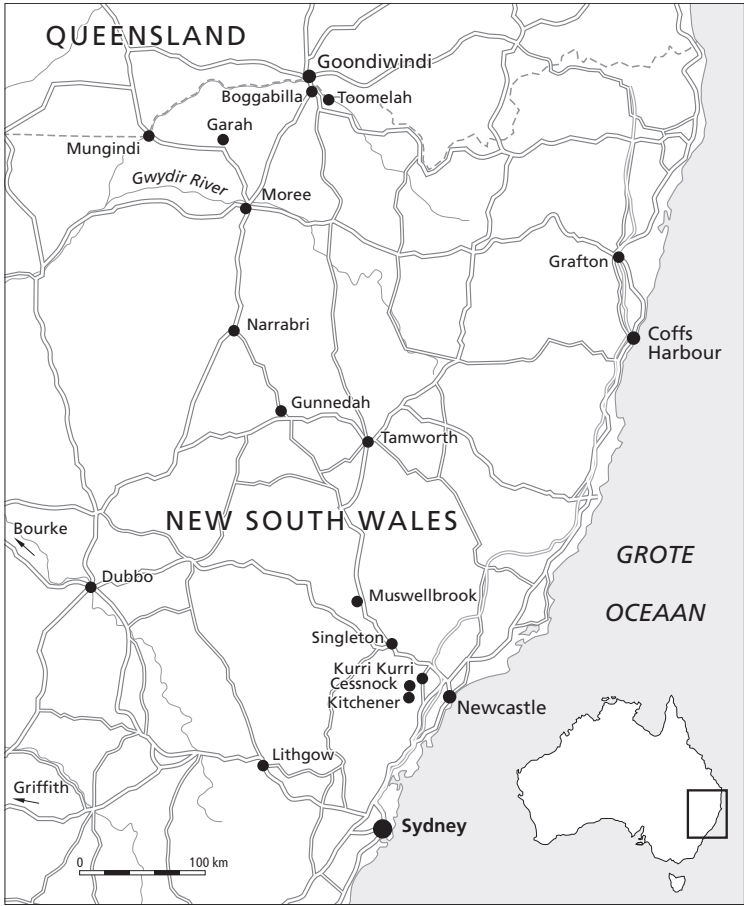 QUEENSLAND
Goondiwindi
Boggabilla
Toomelah
Garah
Mungindi
Gwydir River
Moree
Grafton
Narrabri
Coffs
Harbour
Gunnedah
Tamworth
NEW SOUTH WALES
Bourke
GROTE
OCEAAN
Dubbo
Muswellbrook
Singleton
Kurri Kurri
Cessnock
Kitchener
Newcastle
Lithgow
Griffith
Sydney
0 100 km